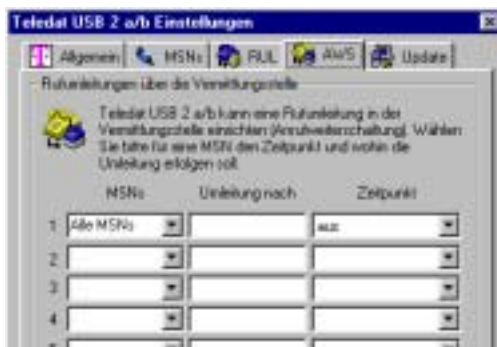 Teledat USB 2 a/b Einstellungen
Allgemein MSNs RUL AWS Update
Rufumleitungen über die Vermittlungsstelle
Teledat USB 2 a/b kann eine Rufumleitung in der
Vermittlungsstelle einrichten (Anrufweiterschaltung). Wählen
Sie bitte für eine MSN den Zeitpunkt und wohin die
Umleitung erfolgen soll.
MSNs Umleitung nach Zeitpunkt
1 Alle MSNs aus
2
3
4